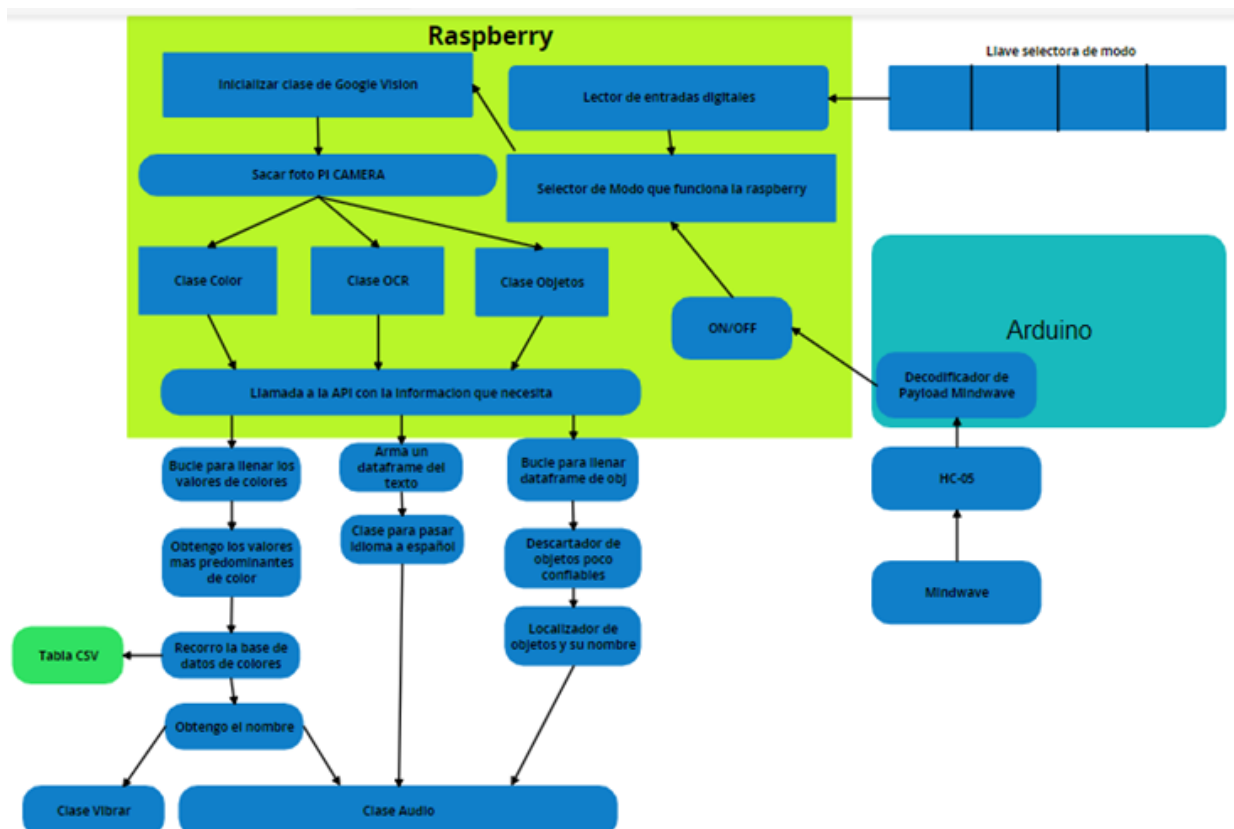 Raspberry
Llave selectora de modo
Inicializar clase de Google Vision
Lector de entradas digitales
Sacar foto PI CAMERA
Selector de Modo que funciona la raspberry
Clase Color
Clase OCR
Clase Objetos
ON/OFF
Arduino
Decodificador de
Payload Mindwave
Llamada a la API con la informacion que necesita
Bucle para llenar los
valores de colores
Arma un
dataframe del
texto
Bucle para llenar
dataframe de obj
HC-05
Obtengo los valores
mas predominantes
de color
Clase para pasar
idioma a español
Descartador de
objetos poco
confiables
Mindwave
Tabla CSV
Recorro la base de
datos de colores
Localizador de
objetos y su nombre
Obtengo el nombre
Clase Vibrar
Clase Audio